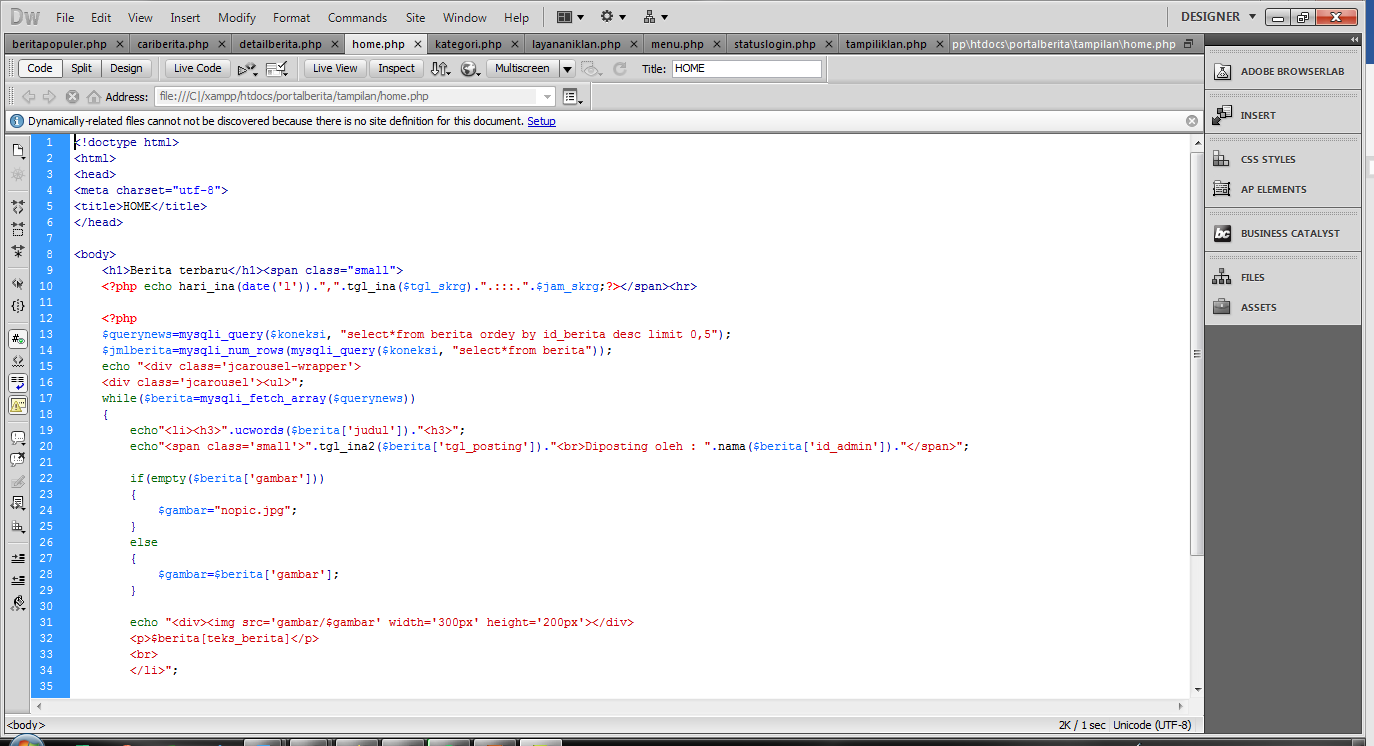 Dw File Edit View Insert Modify Format Commands Site Window Help DESIGNER
beritapopuler.php cariberita.php detailberita.php home.php kategori.php layananiklan.php menu.php statuslogin.php tampiliklan.php pp\htdocs\portalberita\tampilan\home.php
Code Split Design Live Code Live View Inspect Multiscreen Title: HOME
Address: file:///C|/xampp/htdocs/portalberita/tampilan/home.php
Dynamically-related files cannot not be discovered because there is no site definition for this document. Setup
1 <!doctype html>
2 <html>
3 <head>
4 <meta charset="utf-8">
5 <title>HOME</title>
6 </head>
7
8 <body>
9 <h1>Berita terbaru</h1><span class="small">
10 <?php echo hari_ina(date('l')).",".tgl_ina($tgl_skrg).".:::.".$jam_skrg;?></span><hr>
11
12 <?php
13 $querynews=mysqli_query($koneksi, "select*from berita ordey by id_berita desc limit 0,5");
14 $jmlberita=mysqli_num_rows(mysqli_query($koneksi, "select*from berita"));
15 echo "<div class='jcarousel-wrapper'>
16 <div class='jcarousel'><ul>";
17 while($berita=mysqli_fetch_array($querynews))
18 {
19 echo"<li><h3>".ucwords($berita['judul'])."<h3>";
20 echo"<span class='small'>".tgl_ina2($berita['tgl_posting'])."<br>Diposting oleh : ".nama($berita['id_admin'])."</span>";
21
22 if(empty($berita['gambar']))
23 {
24 $gambar="nopic.jpg";
25 }
26 else
27 {
28 $gambar=$berita['gambar'];
29 }
30
31 echo "<div><img src='gambar/$gambar' width='300px' height='200px'></div>
32 <p>$berita[teks_berita]</p>
33 <br>
34 </li>";
35
<body> 2K / 1 sec Unicode (UTF-8)
ADOBE BROWSERLAB
INSERT
CSS STYLES
AP ELEMENTS
bc BUSINESS CATALYST
FILES
ASSETS